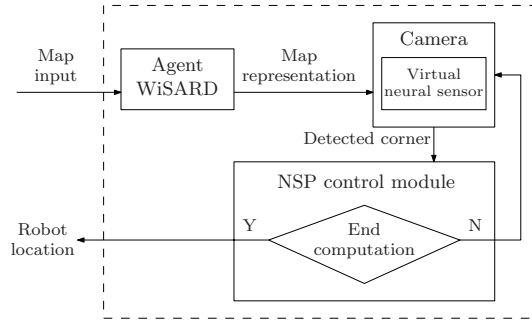 Map
input
Agent
WiSARD
Map
representation
Camera
Virtual
neural sensor
Detected corner
NSP control module
Robot
location
Y
End
computation
N